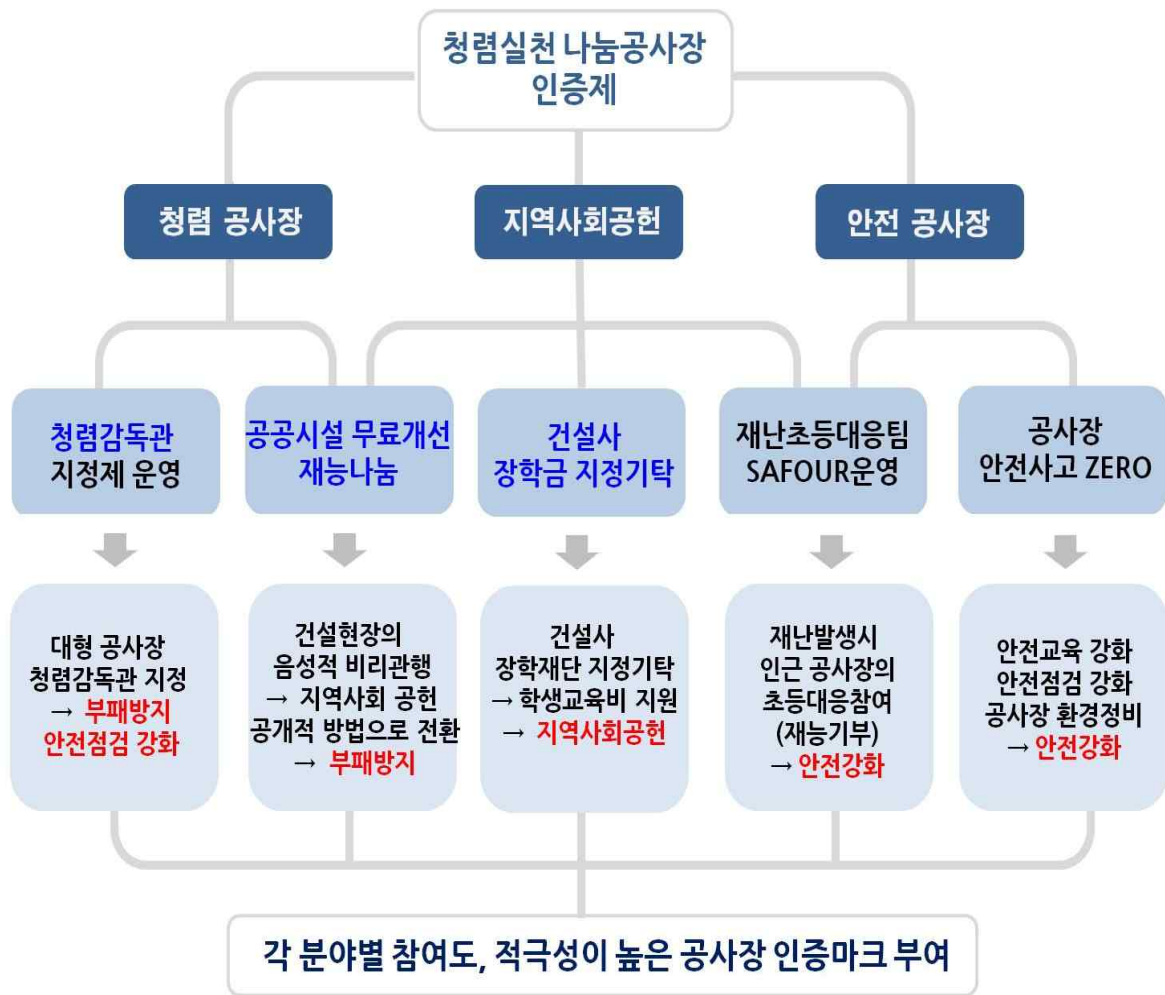 청렴실천 나눔공사장
인증제
청렴 공사장
지역사회공헌
안전 공사장
청렴감독관
지정제 운영
공공시설 무료개선
재능나눔
건설사
장학금 지정기탁
재난초등대응팀
SAFOUR운영
공사장
안전사고 ZERO
대형 공사장
청렴감독관 지정
→ 부패방지
안전점검 강화
건설현장의
음성적 비리관행
→ 지역사회 공헌
공개적 방법으로 전환
→ 부패방지
건설사
장학재단 지정기탁
→ 학생교육비 지원
→ 지역사회공헌
재난발생시
인근 공사장의
초등대응참여
(재능기부)
→ 안전강화
안전교육 강화
안전점검 강화
공사장 환경정비
→ 안전강화
각 분야별 참여도, 적극성이 높은 공사장 인증마크 부여